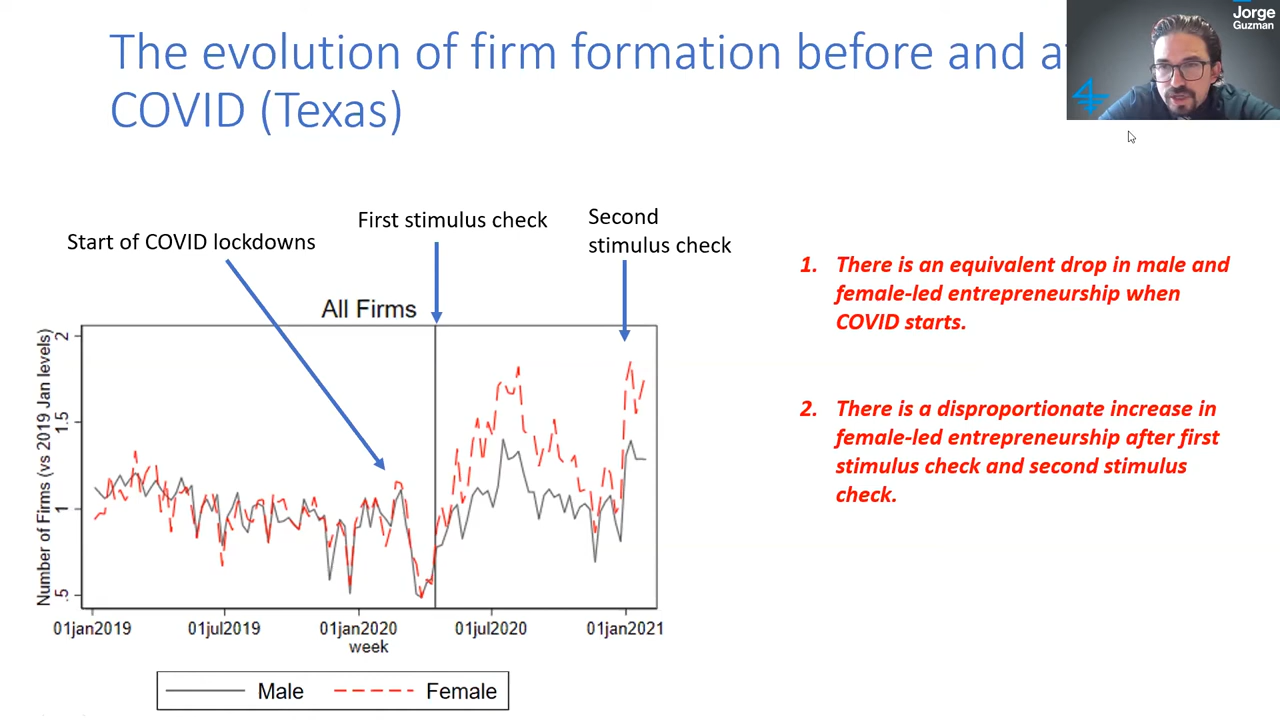 The evolution of firm formation before and
COVID (Texas)
Jorge
Guzman
Start of COVID lockdowns
First stimulus check
Second
stimulus check
All Firms
Number of Firms (vs 2019 Jan levels)
2
1.5
1
.5
01jan2019
01jul2019
01jan2020
01jul2020
01jan2021
week
Male
Female
1. There is an equivalent drop in male and
female-led entrepreneurship when
COVID starts.
2. There is a disproportionate increase in
female-led entrepreneurship after first
stimulus check and second stimulus
check.